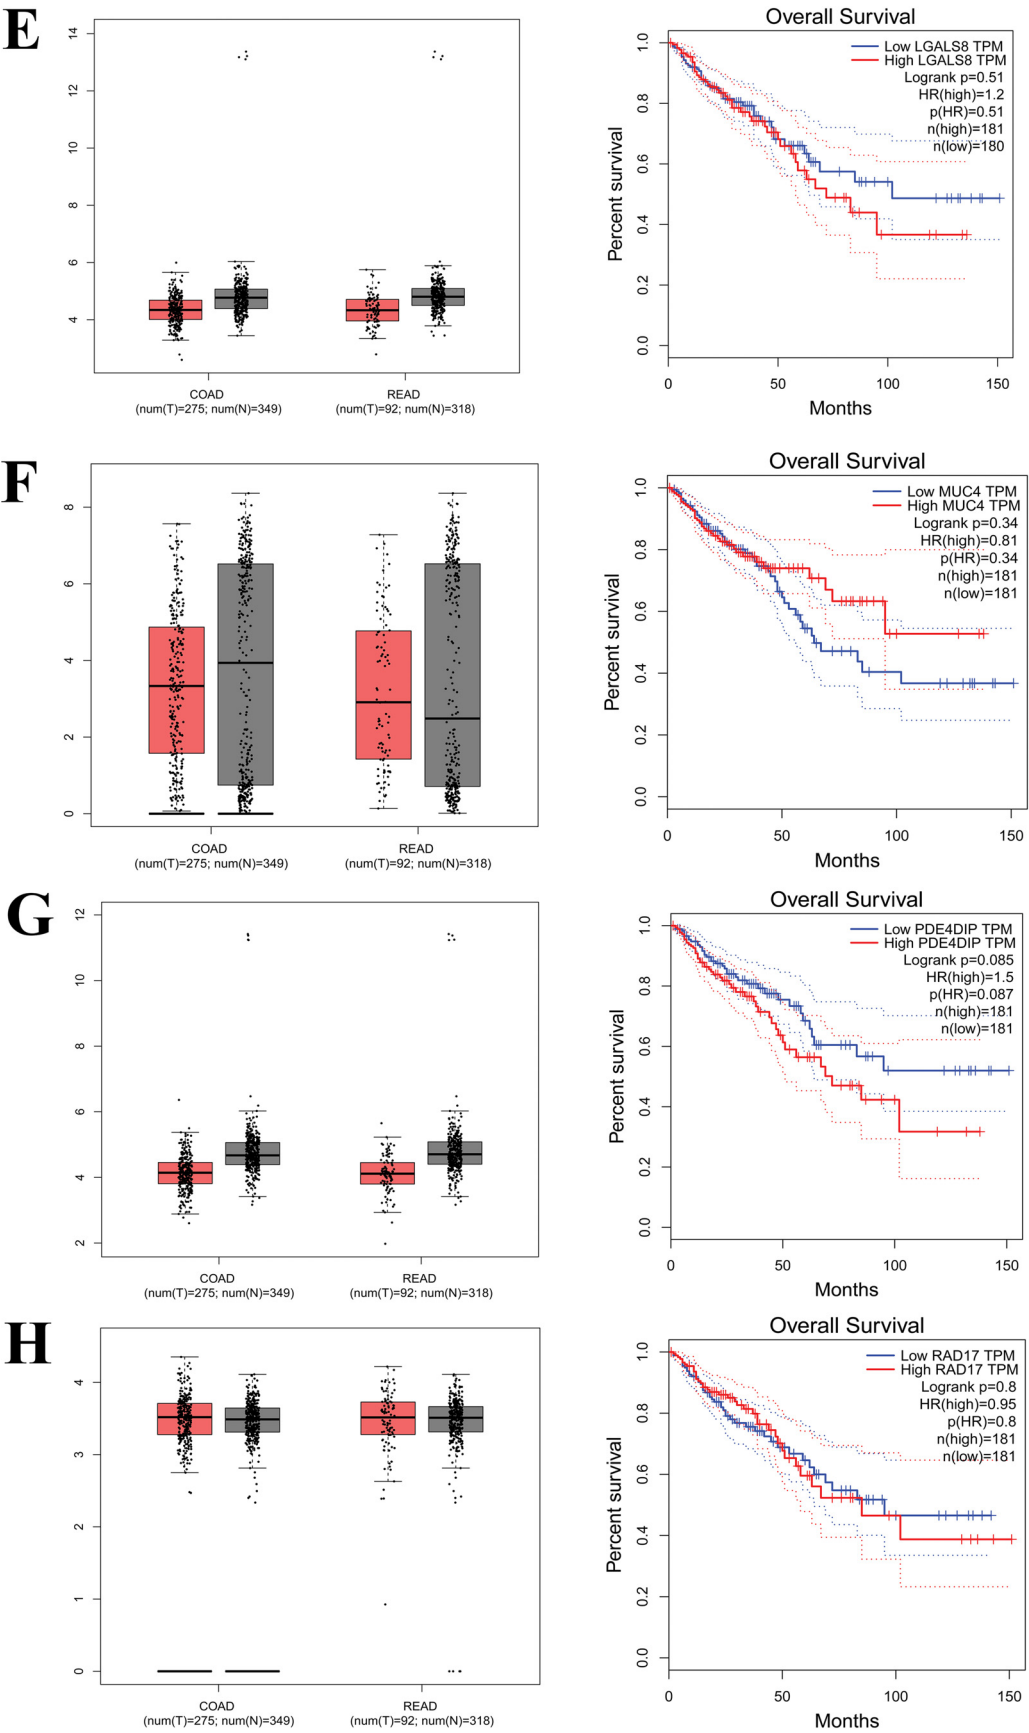 E
14
12
10
8
6
4
COAD
(num(T)=275; num(N)=349)
READ
(num(T)=92; num(N)=318)
Overall Survival
Low LGALS8 TPM
High LGALS8 TPM
Logrank p=0.51
HR(high)=1.2
p(HR)=0.51
n(high)=181
n(low)=180
Percent survival
1.0
0.8
0.6
0.4
0.2
0.0
0
50
100
150
Months
F
8
6
4
2
0
COAD
(num(T)=275; num(N)=349)
READ
(num(T)=92; num(N)=318)
Overall Survival
Low MUC4 TPM
High MUC4 TPM
Logrank p=0.34
HR(high)=0.81
p(HR)=0.34
n(high)=181
n(low)=181
Percent survival
1.0
0.8
0.6
0.4
0.2
0.0
0
50
100
150
Months
G
12
10
8
6
4
2
COAD
(num(T)=275; num(N)=349)
READ
(num(T)=92; num(N)=318)
Overall Survival
Low PDE4DIP TPM
High PDE4DIP TPM
Logrank p=0.085
HR(high)=1.5
p(HR)=0.087
n(high)=181
n(low)=181
Percent survival
1.0
0.8
0.6
0.4
0.2
0.0
0
50
100
150
Months
H
4
3
2
1
0
COAD
(num(T)=275; num(N)=349)
READ
(num(T)=92; num(N)=318)
Overall Survival
Low RAD17 TPM
High RAD17 TPM
Logrank p=0.8
HR(high)=0.95
p(HR)=0.8
n(high)=181
n(low)=181
Percent survival
1.0
0.8
0.6
0.4
0.2
0.0
0
50
100
150
Months